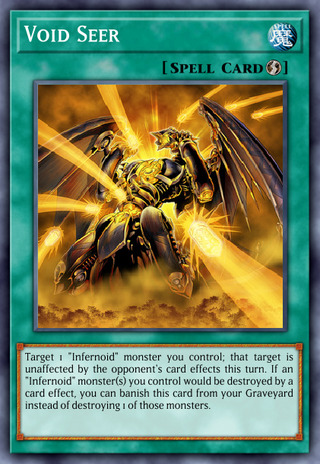 Void Seer
[Spell Card]
Target 1 "Infernoid" monster you control; that target is
unaffected by the opponent's card effects this turn. If an
"Infernoid" monster(s) you control would be destroyed by
a card effect, you can banish this card from your Graveyard
instead of destroying 1 of those monsters.